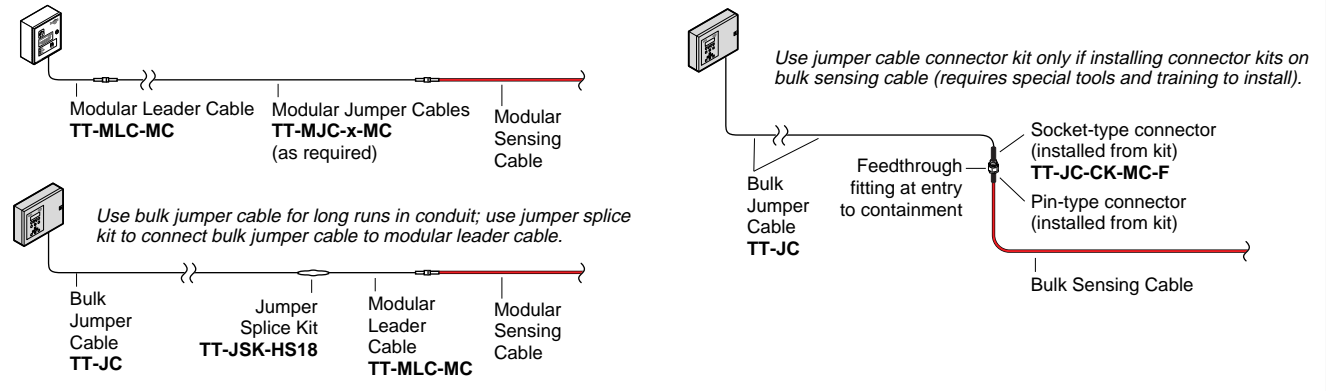 Modular Leader Cable
TT-MLC-MC
Modular Jumper Cables
TT-MJC-x-MC
(as required)
Modular
Sensing
Cable
Use bulk jumper cable for long runs in conduit; use jumper splice
kit to connect bulk jumper cable to modular leader cable.
Bulk
Jumper
Cable
TT-JC
Jumper
Splice Kit
TT-JSK-HS18
Modular
Leader
Cable
TT-MLC-MC
Modular
Sensing
Cable
Use jumper cable connector kit only if installing connector kits on
bulk sensing cable (requires special tools and training to install).
Bulk
Jumper
Cable
TT-JC
Feedthrough
fitting at entry
to containment
Socket-type connector
(installed from kit)
TT-JC-CK-MC-F
Pin-type connector
(installed from kit)
Bulk Sensing Cable